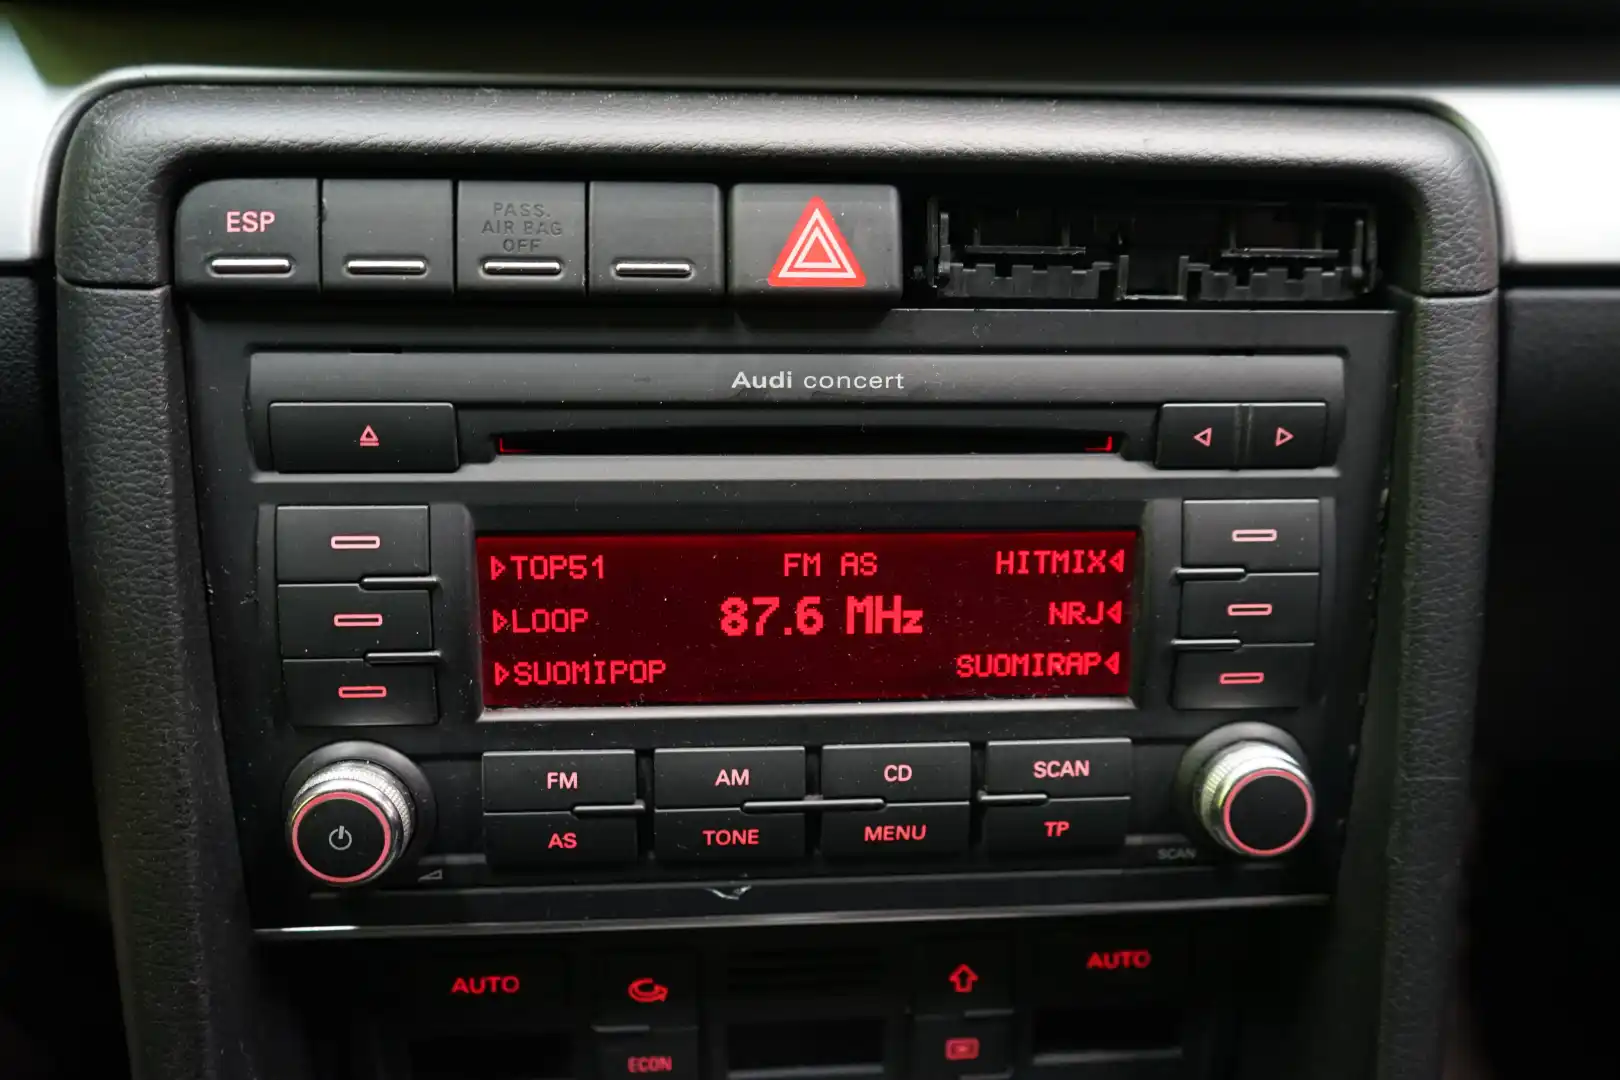 ESP
PASS.
AIR BAG
OFF
Audi concert
TOP51 FM AS HITMIX
LOOP 87.6 MHz NRJ
SUOMIPOP SUOMIRAP
FM AM CD SCAN
AS TONE MENU TP
SCAN
AUTO AUTO
ECON